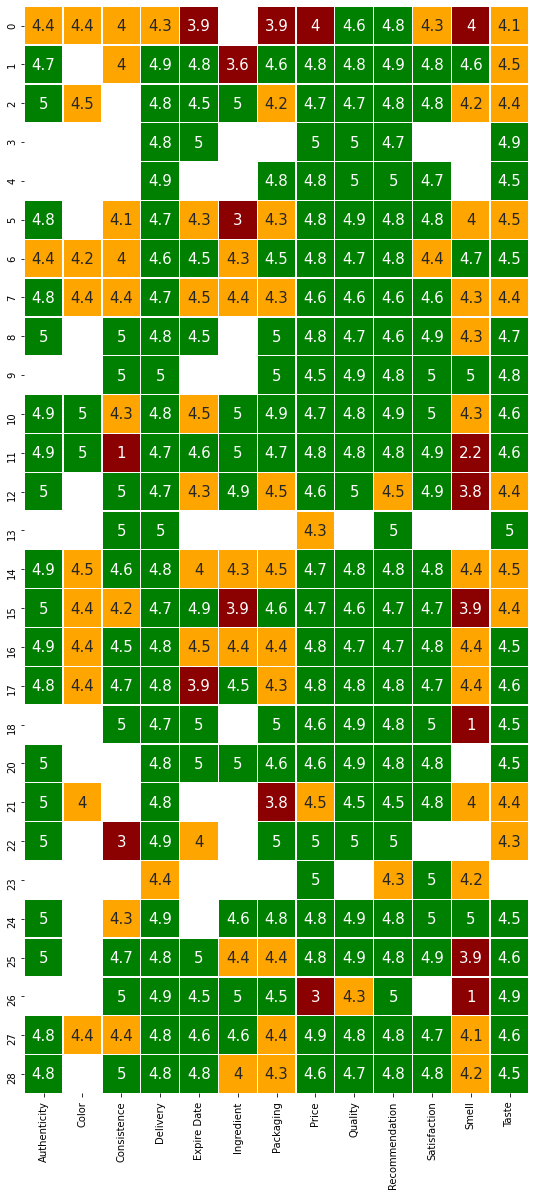 0 4.4 4.4 4 4.3 3.9 3.9 4 4.6 4.8 4.3 4 4.1
1 4.7 4 4.9 4.8 3.6 4.6 4.8 4.8 4.9 4.8 4.6 4.5
2 5 4.5 4.8 4.5 5 4.2 4.7 4.7 4.8 4.8 4.2 4.4
3 4.8 5 5 5 4.7 4.9
4 4.9 4.8 4.8 5 5 4.7 4.5
5 4.8 4.1 4.7 4.3 3 4.3 4.8 4.9 4.8 4.8 4 4.5
6 4.4 4.2 4 4.6 4.5 4.3 4.5 4.8 4.7 4.8 4.4 4.7 4.5
7 4.8 4.4 4.4 4.7 4.5 4.4 4.3 4.6 4.6 4.6 4.6 4.3 4.4
8 5 5 4.8 4.5 5 4.8 4.7 4.6 4.9 4.3 4.7
9 5 5 5 4.5 4.9 4.9 5 5 4.8
10 4.9 5 4.3 4.8 4.5 5 4.9 4.7 4.8 4.9 5 4.3 4.6
11 4.9 5 1 4.7 4.6 5 4.7 4.8 4.8 4.8 4.9 2.2 4.6
12 5 5 4.7 4.3 4.9 4.5 4.6 5 4.5 4.9 3.8 4.4
13 5 5 4.3 5 5
14 4.9 4.5 4.6 4.8 4 4.3 4.5 4.7 4.8 4.8 4.8 4.4 4.5
15 5 4.4 4.2 4.7 4.9 3.9 4.6 4.7 4.6 4.7 4.7 3.9 4.4
16 4.9 4.4 4.5 4.8 4.5 4.4 4.4 4.8 4.7 4.7 4.8 4.4 4.5
17 4.8 4.4 4.7 4.8 3.9 4.5 4.3 4.8 4.8 4.8 4.7 4.4 4.6
18 5 4.7 5 5 4.6 4.9 4.8 5 1 4.5
20 5 4.8 5 5 4.6 4.6 4.9 4.8 4.8 4.5
21 5 4 4.8 3.8 4.5 4.5 4.5 4.8 4 4.4
22 5 3 4.9 4 5 5 5 5 4.3
23 4.4 5 4.3 5 4.2
24 5 4.3 4.9 4.6 4.8 4.8 4.9 4.8 5 5 4.5
25 5 4.7 4.8 5 4.4 4.4 4.8 4.9 4.8 4.9 3.9 4.6
26 5 4.9 4.5 5 4.5 3 4.3 5 1 4.9
27 4.8 4.4 4.4 4.8 4.6 4.6 4.4 4.9 4.8 4.8 4.7 4.1 4.6
28 4.8 5 4.8 4.8 4 4.3 4.6 4.7 4.8 4.8 4.2 4.5
Authenticity Color Consistence Delivery Expire Date Ingredient Packaging Price Quality Recommendation Satisfaction Smell Taste